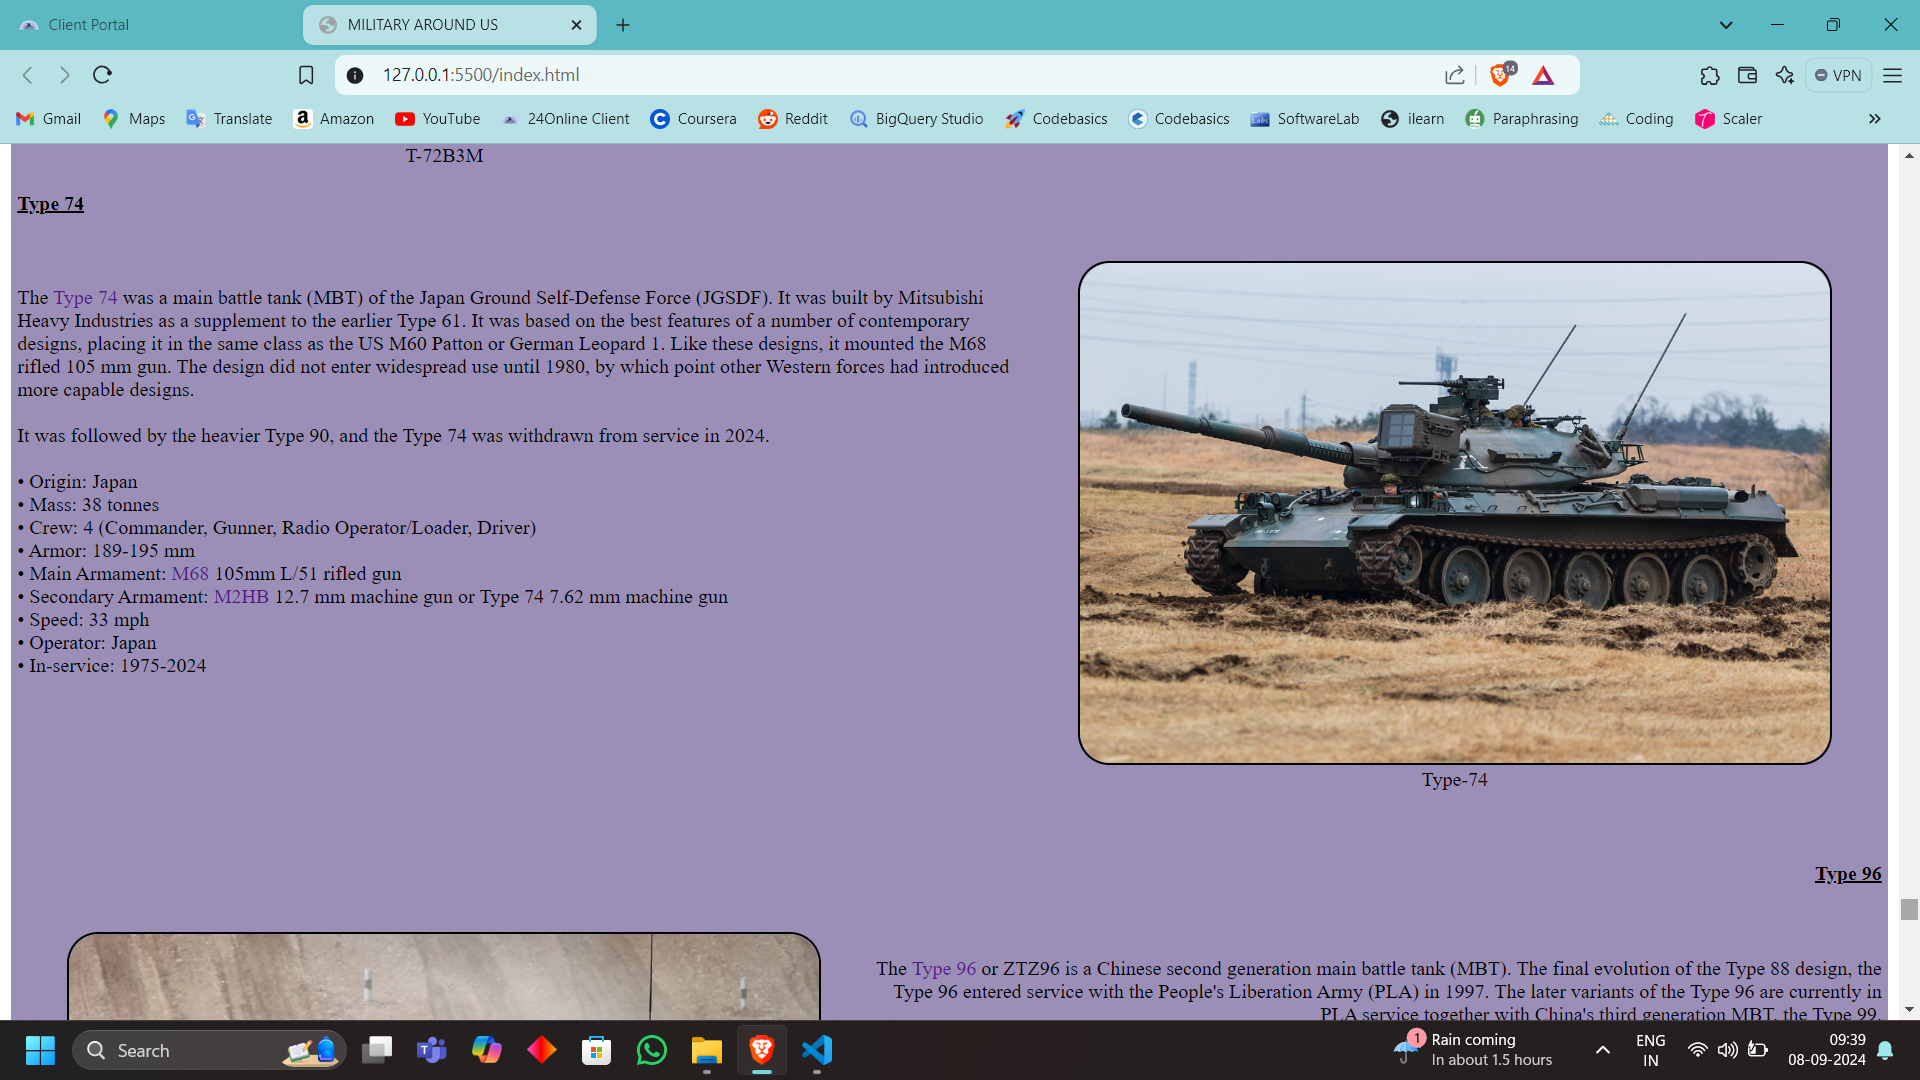 Client Portal
MILITARY AROUND US
127.0.0.1:5500/index.html
14
VPN
Gmail
Maps
Translate
Amazon
YouTube
24Online Client
Coursera
Reddit
BigQuery Studio
Codebasics
Codebasics
SoftwareLab
ilearn
Paraphrasing
Coding
Scaler
T-72B3M
Type 74
The Type 74 was a main battle tank (MBT) of the Japan Ground Self-Defense Force (JGSDF). It was built by Mitsubishi
Heavy Industries as a supplement to the earlier Type 61. It was based on the best features of a number of contemporary
designs, placing it in the same class as the US M60 Patton or German Leopard 1. Like these designs, it mounted the M68
rifled 105 mm gun. The design did not enter widespread use until 1980, by which point other Western forces had introduced
more capable designs.
It was followed by the heavier Type 90, and the Type 74 was withdrawn from service in 2024.
• Origin: Japan
• Mass: 38 tonnes
• Crew: 4 (Commander, Gunner, Radio Operator/Loader, Driver)
• Armor: 189-195 mm
• Main Armament: M68 105mm L/51 rifled gun
• Secondary Armament: M2HB 12.7 mm machine gun or Type 74 7.62 mm machine gun
• Speed: 33 mph
• Operator: Japan
• In-service: 1975-2024
Type-74
Type 96
The Type 96 or ZTZ96 is a Chinese second generation main battle tank (MBT). The final evolution of the Type 88 design, the
Type 96 entered service with the People's Liberation Army (PLA) in 1997. The later variants of the Type 96 are currently in
PLA service together with China's third generation MBT, the Type 99.
Search
1
Rain coming
In about 1.5 hours
ENG
IN
09:39
08-09-2024